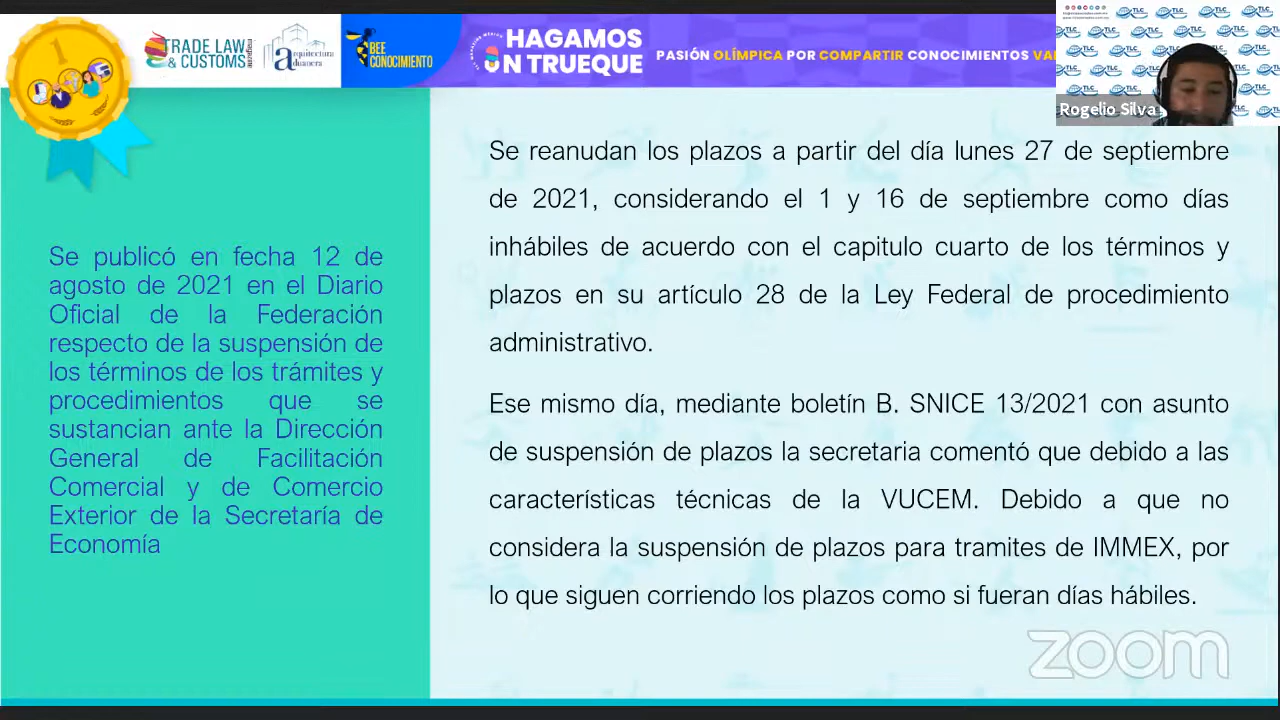 TRADE LAW
& CUSTOMS
arquitectura
aduanera
BEE
CONOCIMIENTO
HAGAMOS
UN TRUEQUE
PASIÓN OLÍMPICA POR COMPARTIR CONOCIMIENTOS VA
Rogelio Silva
Se publicó en fecha 12 de
agosto de 2021 en el Diario
Oficial de la Federación
respecto de la suspensión de
los términos de los trámites y
procedimientos que se
sustancian ante la Dirección
General de Facilitación
Comercial y de Comercio
Exterior de la Secretaría de
Economía
Se reanudan los plazos a partir del día lunes 27 de septiembre
de 2021, considerando el 1 y 16 de septiembre como días
inhábiles de acuerdo con el capitulo cuarto de los términos y
plazos en su artículo 28 de la Ley Federal de procedimiento
administrativo.
Ese mismo día, mediante boletín B. SNICE 13/2021 con asunto
de suspensión de plazos la secretaria comentó que debido a las
características técnicas de la VUCEM. Debido a que no
considera la suspensión de plazos para tramites de IMMEX, por
lo que siguen corriendo los plazos como si fueran días hábiles.
zoom